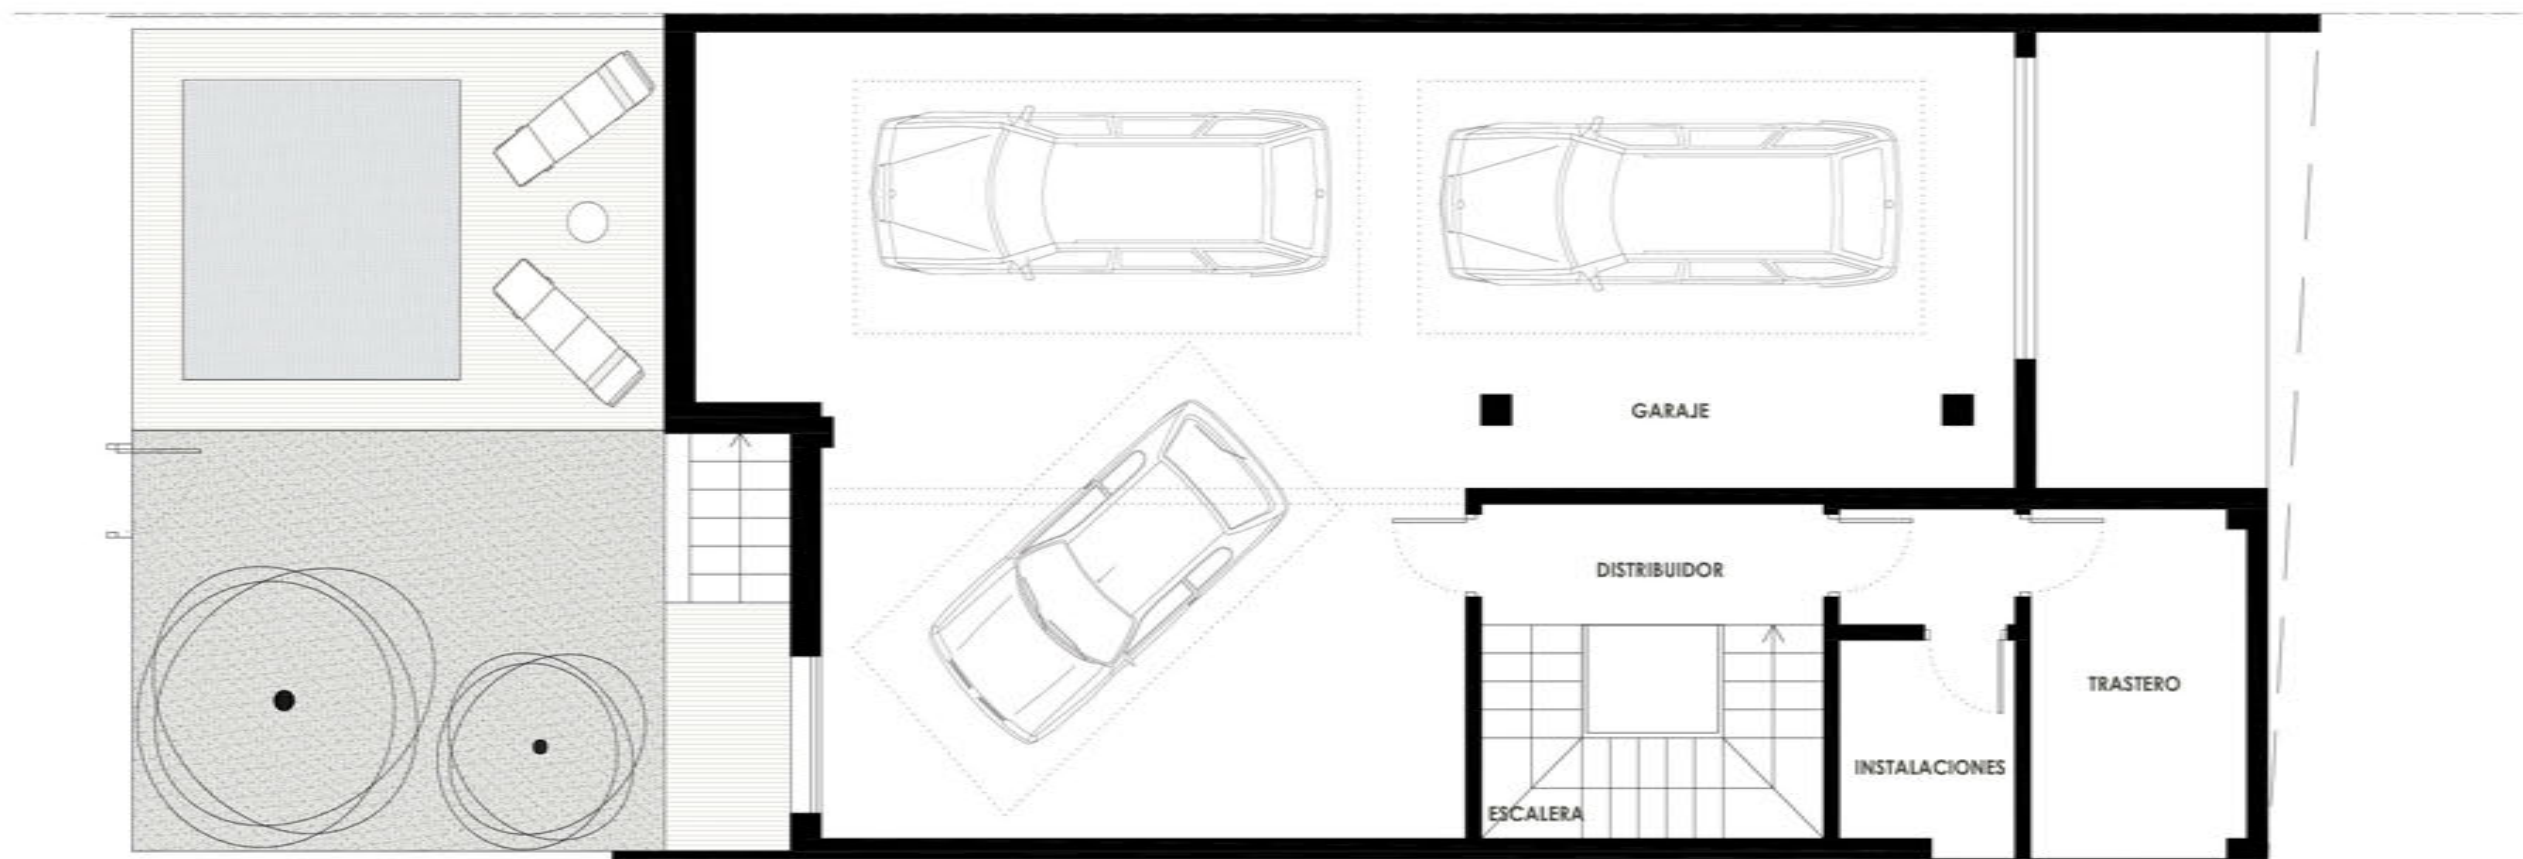 GARAJE
DISTRIBUIDOR
TRASTERO
INSTALACIONES
ESCALERA